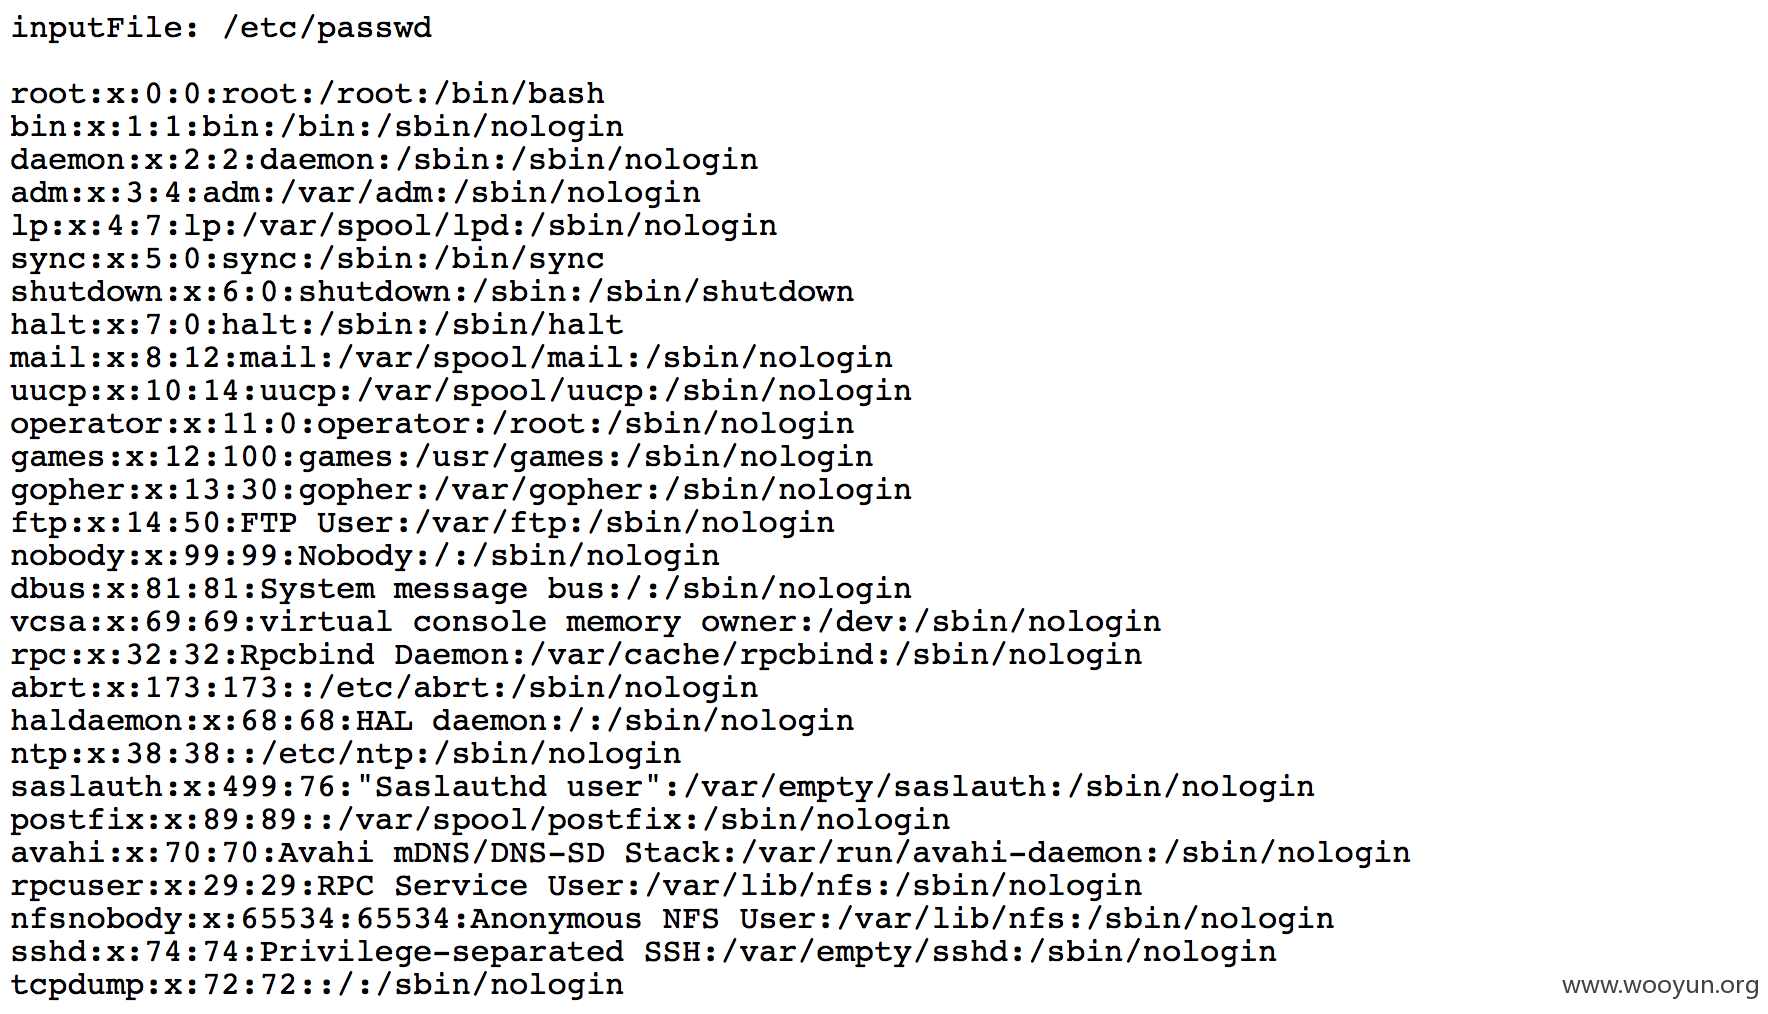 inputFile: /etc/passwd
root:x:0:0:root:/root:/bin/bash
bin:x:1:1:bin:/bin:/sbin/nologin
daemon:x:2:2:daemon:/sbin:/sbin/nologin
adm:x:3:4:adm:/var/adm:/sbin/nologin
lp:x:4:7:lp:/var/spool/lpd:/sbin/nologin
sync:x:5:0:sync:/sbin:/bin/sync
shutdown:x:6:0:shutdown:/sbin:/sbin/shutdown
halt:x:7:0:halt:/sbin:/sbin/halt
mail:x:8:12:mail:/var/spool/mail:/sbin/nologin
uucp:x:10:14:uucp:/var/spool/uucp:/sbin/nologin
operator:x:11:0:operator:/root:/sbin/nologin
games:x:12:100:games:/usr/games:/sbin/nologin
gopher:x:13:30:gopher:/var/gopher:/sbin/nologin
ftp:x:14:50:FTP User:/var/ftp:/sbin/nologin
nobody:x:99:99:Nobody:/:/sbin/nologin
dbus:x:81:81:System message bus:/:/sbin/nologin
vcsa:x:69:69:virtual console memory owner:/dev:/sbin/nologin
rpc:x:32:32:Rpcbind Daemon:/var/cache/rpcbind:/sbin/nologin
abrt:x:173:173::/etc/abrt:/sbin/nologin
haldaemon:x:68:68:HAL daemon:/:/sbin/nologin
ntp:x:38:38::/etc/ntp:/sbin/nologin
saslauth:x:499:76:"Saslauthd user":/var/empty/saslauth:/sbin/nologin
postfix:x:89:89::/var/spool/postfix:/sbin/nologin
avahi:x:70:70:Avahi mDNS/DNS-SD Stack:/var/run/avahi-daemon:/sbin/nologin
rpcuser:x:29:29:RPC Service User:/var/lib/nfs:/sbin/nologin
nfsnobody:x:65534:65534:Anonymous NFS User:/var/lib/nfs:/sbin/nologin
sshd:x:74:74:Privilege-separated SSH:/var/empty/sshd:/sbin/nologin
tcpdump:x:72:72::/:/sbin/nologin
www.wooyun.org